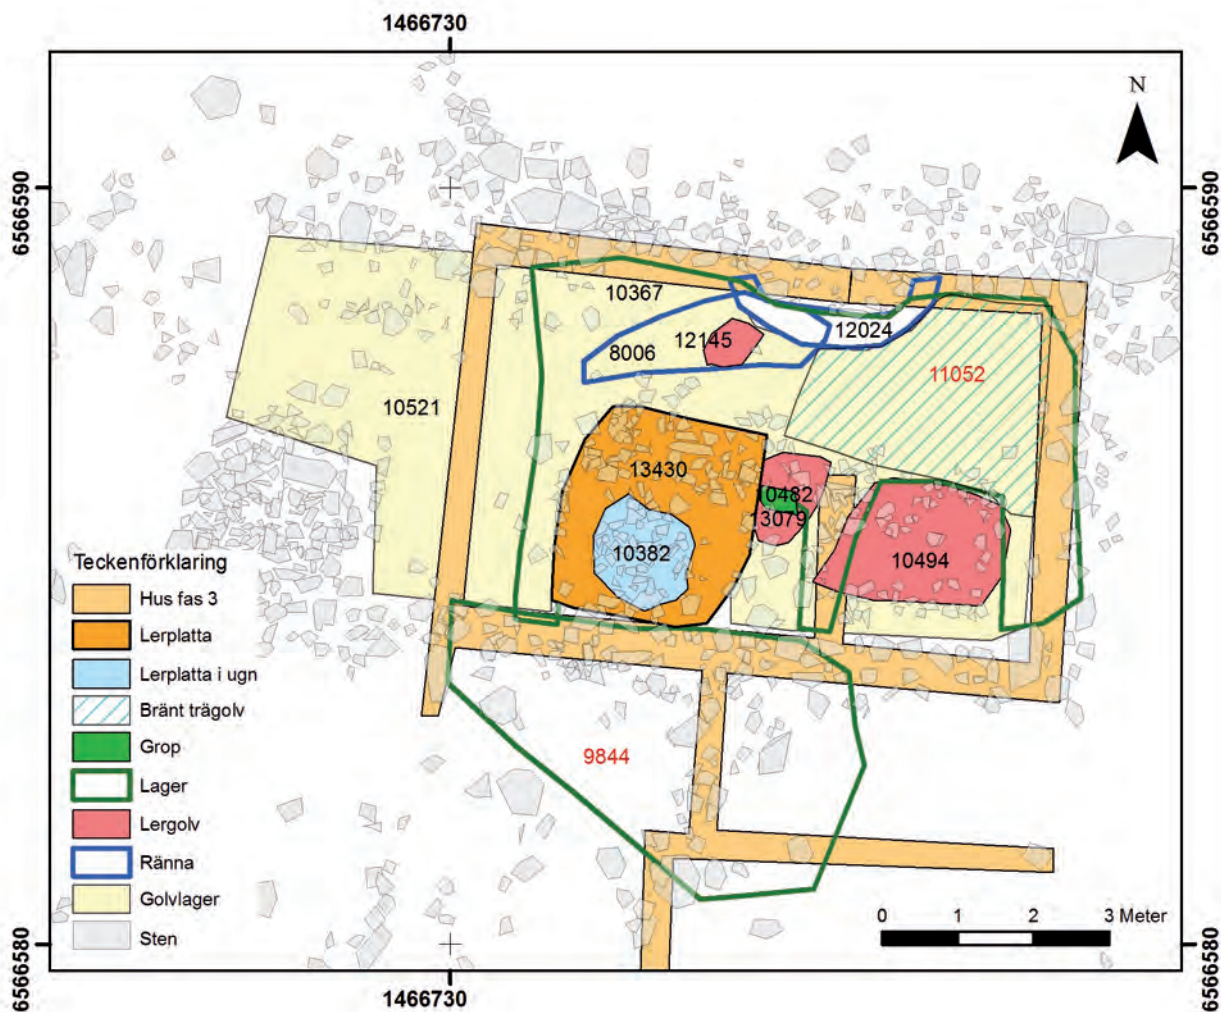 1466730
N
6566590
6566590
10367
12024
12145
8006
11052
10521
13430
10482
13079
10382
10494
9844
Teckenförklaring
Hus fas 3
Lerplatta
Lerplatta i ugn
Bränt trägolv
Grop
Lager
Lergolv
Ränna
Golvlager
Sten
0 1 2 3 Meter
6566580
6566580
1466730